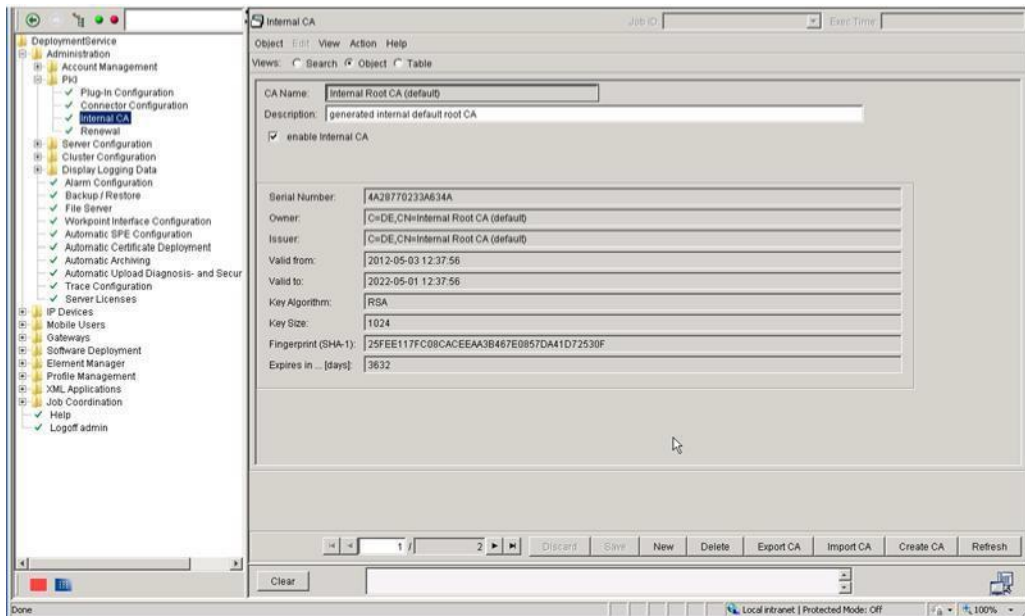 Internal CA
Job ID:
Exec Time:
DeploymentService
Administration
Account Management
PKI
Plug-In Configuration
Connector Configuration
Internal CA
Renewal
Server Configuration
Cluster Configuration
Display Logging Data
Alarm Configuration
Backup / Restore
File Server
Workpoint Interface Configuration
Automatic SPE Configuration
Automatic Certificate Deployment
Automatic Archiving
Automatic Upload Diagnosis- and Secur
Trace Configuration
Server Licenses
IP Devices
Mobile Users
Gateways
Software Deployment
Element Manager
Profile Management
XML Applications
Job Coordination
Help
Logoff admin
Object Edit View Action Help
Views: Search Object Table
CA Name: Internal Root CA (default)
Description: generated internal default root CA
enable Internal CA
Serial Number: 4A28770233A634A
Owner: C=DE,CN=Internal Root CA (default)
Issuer: C=DE,CN=Internal Root CA (default)
Valid from: 2012-05-03 12:37:56
Valid to: 2022-05-01 12:37:56
Key Algorithm: RSA
Key Size: 1024
Fingerprint (SHA-1): 25FEE117FC08CACEEAA3B467E0857DA41D72530F
Expires in ... [days]: 3632
1 / 2 Discard Save New Delete Export CA Import CA Create CA Refresh
Clear
Done Local intranet | Protected Mode: Off 100%